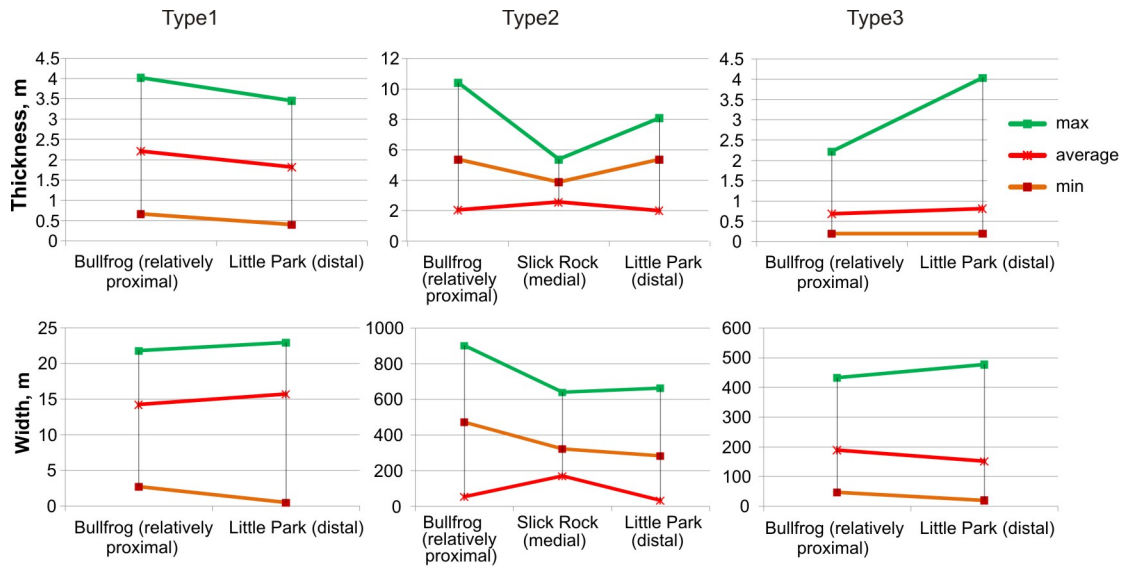 Type1
Type2
Type3
Thickness, m
4.5
4
3.5
3
2.5
2
1.5
1
0.5
0
Bullfrog (relatively
proximal)
Little Park (distal)
12
10
8
6
4
2
0
Bullfrog
(relatively
proximal)
Slick Rock
(medial)
Little Park
(distal)
4.5
4
3.5
3
2.5
2
1.5
1
0.5
0
Bullfrog (relatively
proximal)
Little Park (distal)
max
average
min
Width, m
25
20
15
10
5
0
Bullfrog (relatively
proximal)
Little Park (distal)
1000
800
600
400
200
0
Bullfrog
(relatively
proximal)
Slick Rock
(medial)
Little Park
(distal)
600
500
400
300
200
100
0
Bullfrog (relatively
proximal)
Little Park (distal)